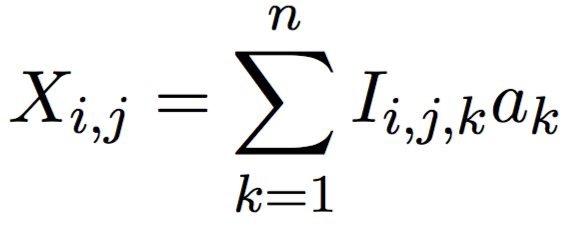 $X_{i,j} = \sum_{k=1}^{n} I_{i,j,k} a_k$